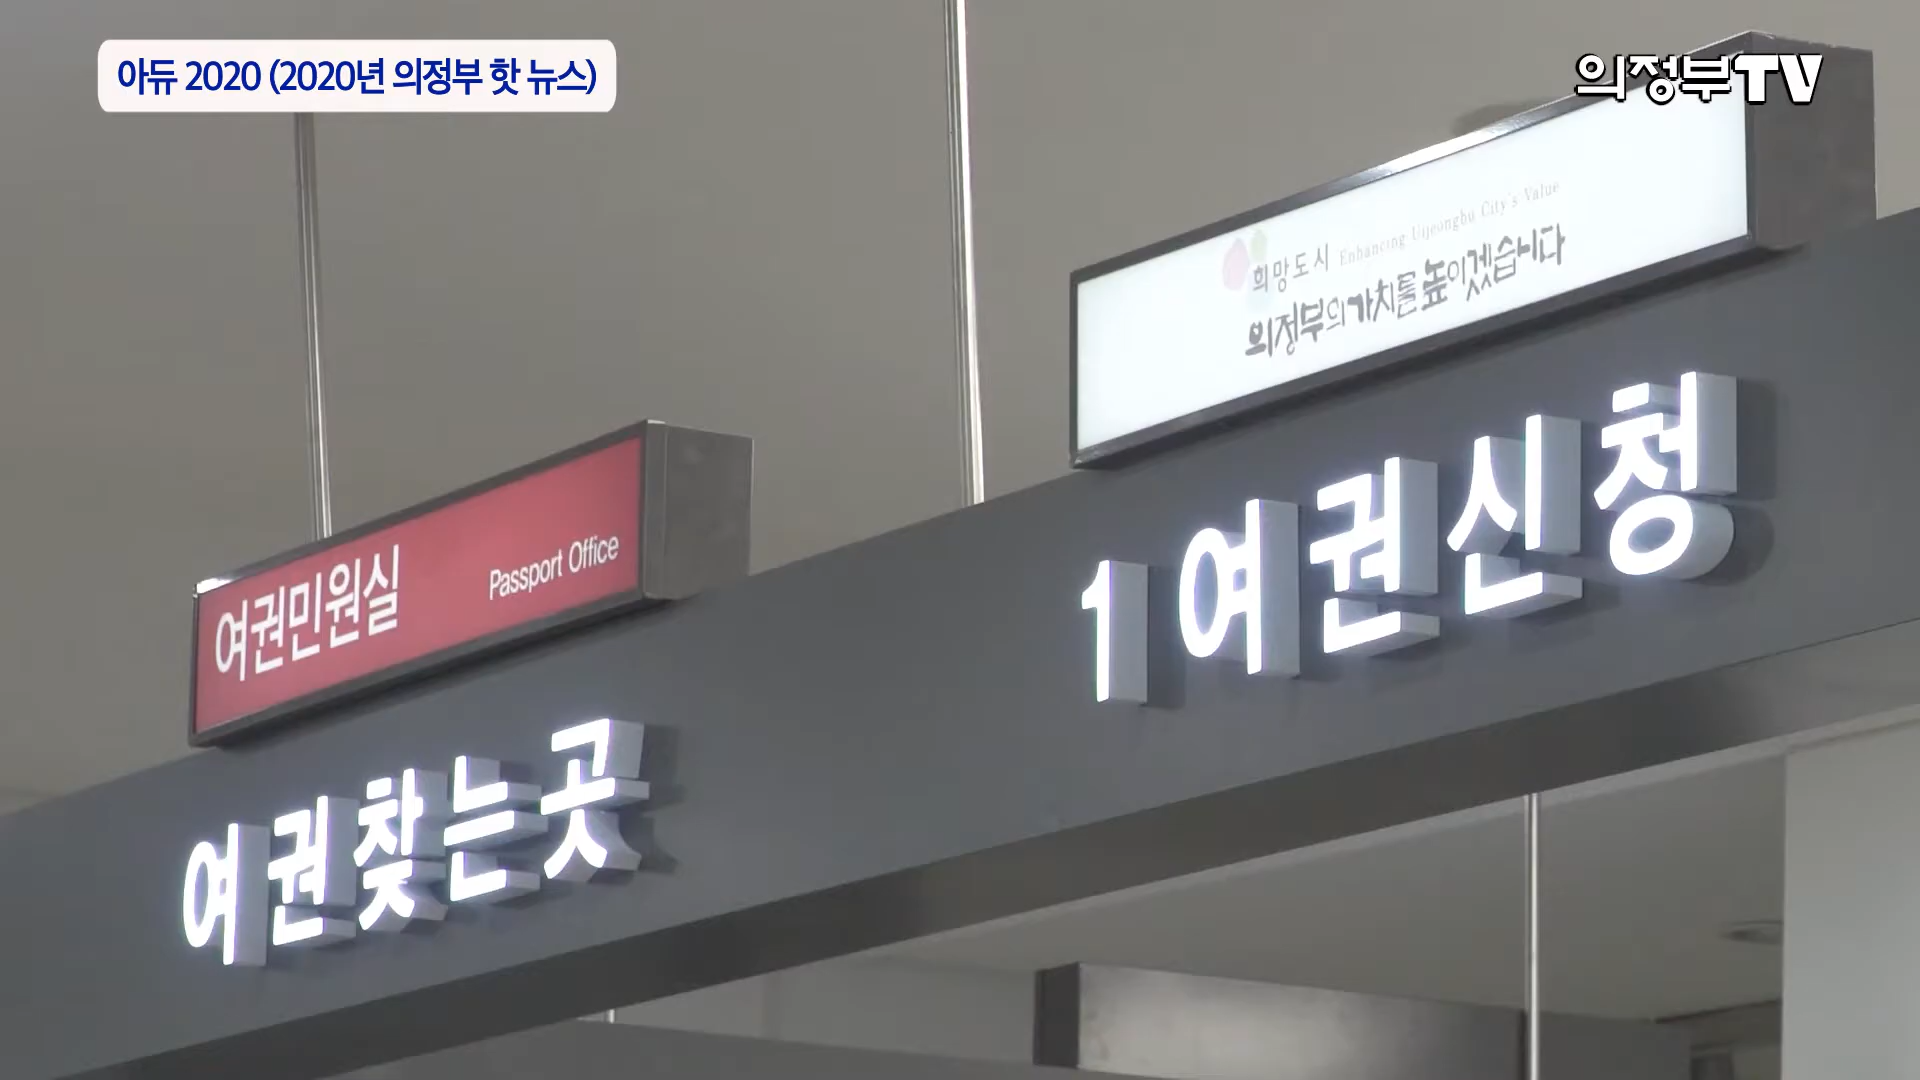 아듀 2020 (2020년 의정부 핫 뉴스)
의정부TV
희망도시 Enhancing Uijeongbu City's Value
의정부의 가치를 높이겠습니다
여권민원실 Passport Office
1 여권신청
여권찾는곳